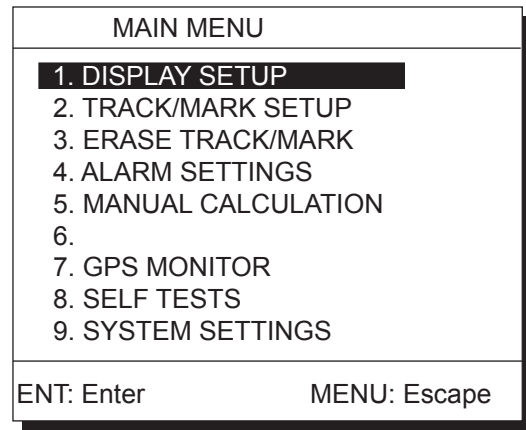 MAIN MENU
1. DISPLAY SETUP
2. TRACK/MARK SETUP
3. ERASE TRACK/MARK
4. ALARM SETTINGS
5. MANUAL CALCULATION
6.
7. GPS MONITOR
8. SELF TESTS
9. SYSTEM SETTINGS
ENT: Enter MENU: Escape